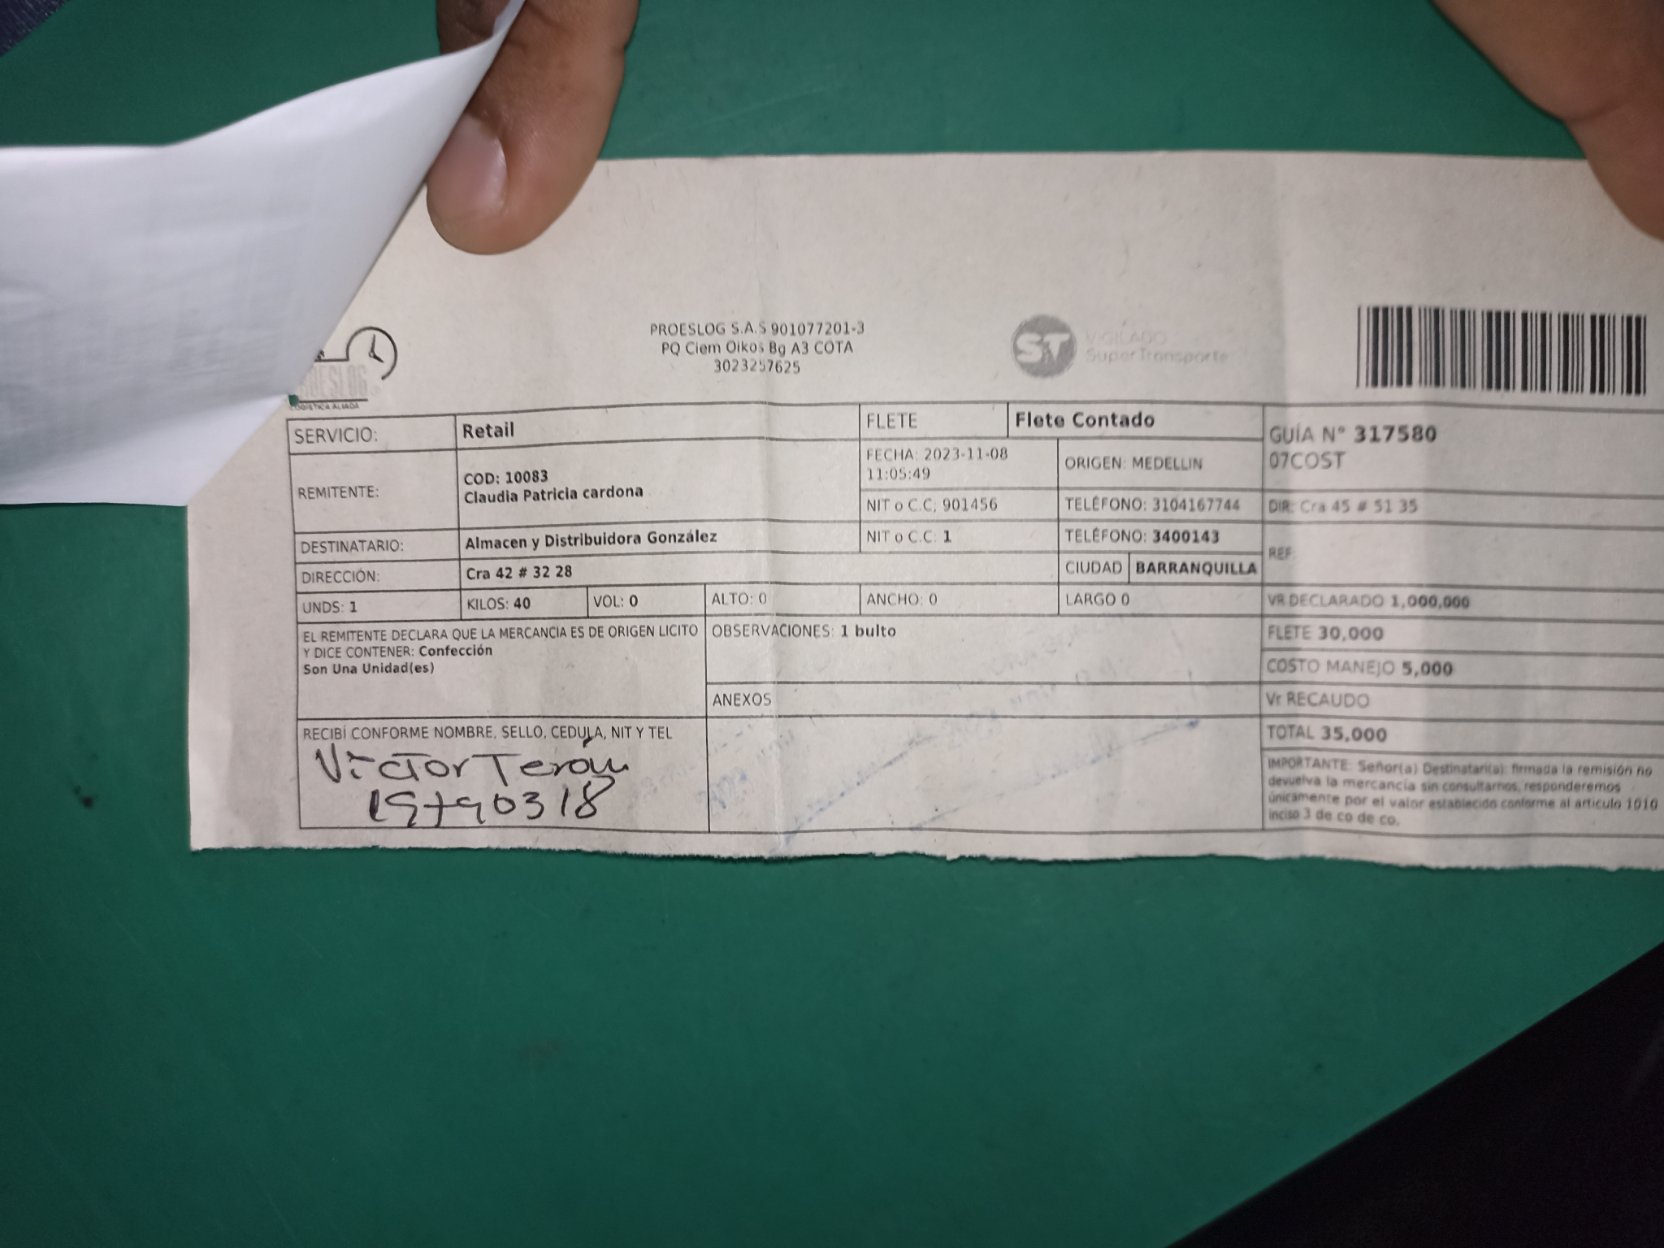 PROESLOG S.A.S 901077201-3
PQ Ciem Oikos Bg A3 COTA
3023257625
ST
VIGILADO
SuperTransporte
LOGÍSTICA ALIADA
SERVICIO: Retail
FLETE Flete Contado
GUÍA N° 317580
07COST
REMITENTE:
COD: 10083
Claudia Patricia cardona
FECHA: 2023-11-08
11:05:49
ORIGEN: MEDELLIN
NIT o C.C, 901456
TELÉFONO: 3104167744
DIR: Cra 45 # 51 35
DESTINATARIO: Almacen y Distribuidora González
NIT o C.C: 1
TELÉFONO: 3400143
REF:
DIRECCIÓN: Cra 42 # 32 28
CIUDAD BARRANQUILLA
UNDS: 1 KILOS: 40 VOL: 0 ALTO: 0 ANCHO: 0 LARGO 0
VR DECLARADO 1,000,000
EL REMITENTE DECLARA QUE LA MERCANCIA ES DE ORIGEN LICITO
Y DICE CONTENER: Confección
Son Una Unidad(es)
OBSERVACIONES: 1 bulto
FLETE 30,000
COSTO MANEJO 5,000
ANEXOS
Vr RECAUDO
RECIBÍ CONFORME NOMBRE, SELLO, CEDULA, NIT Y TEL
Victor Terán
TOTAL 35,000
IMPORTANTE: Señor(a) Destinatari(a): firmada la remisión no
devuelva la mercancía sin consultarnos, responderemos
únicamente por el valor establecido conforme al articulo 1010
inciso 3 de co de co.